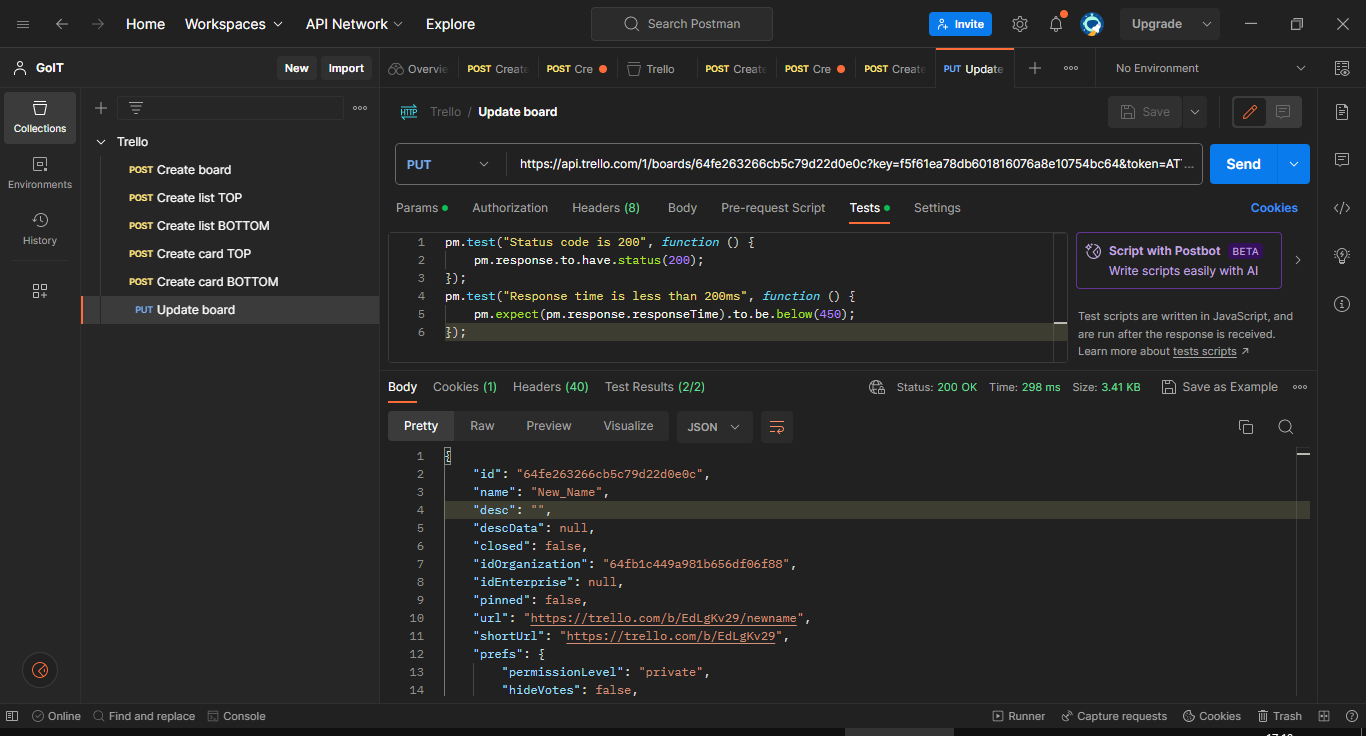 Home Workspaces API Network Explore Search Postman Invite Upgrade
GoIT New Import
Overvie POST Create POST Cre Trello POST Create POST Cre POST Create PUT Update No Environment
Collections
Environments
History
Trello
POST Create board
POST Create list TOP
POST Create list BOTTOM
POST Create card TOP
POST Create card BOTTOM
PUT Update board
HTTP Trello / Update board Save
PUT https://api.trello.com/1/boards/64fe263266cb5c79d22d0e0c?key=f5f61ea78db601816076a8e10754bc64&token=AT... Send
Params Authorization Headers (8) Body Pre-request Script Tests Settings Cookies
1 pm.test("Status code is 200", function () {
2 pm.response.to.have.status(200);
3 });
4 pm.test("Response time is less than 200ms", function () {
5 pm.expect(pm.response.responseTime).to.be.below(450);
6 });
Script with Postbot BETA
Write scripts easily with AI
Test scripts are written in JavaScript, and
are run after the response is received.
Learn more about tests scripts ↗
Body Cookies (1) Headers (40) Test Results (2/2) Status: 200 OK Time: 298 ms Size: 3.41 KB Save as Example
Pretty Raw Preview Visualize JSON
1 {
2 "id": "64fe263266cb5c79d22d0e0c",
3 "name": "New_Name",
4 "desc": "",
5 "descData": null,
6 "closed": false,
7 "idOrganization": "64fb1c449a981b656df06f88",
8 "idEnterprise": null,
9 "pinned": false,
10 "url": "https://trello.com/b/EdLgKv29/newname",
11 "shortUrl": "https://trello.com/b/EdLgKv29",
12 "prefs": {
13 "permissionLevel": "private",
14 "hideVotes": false,
Online Find and replace Console Runner Capture requests Cookies Trash